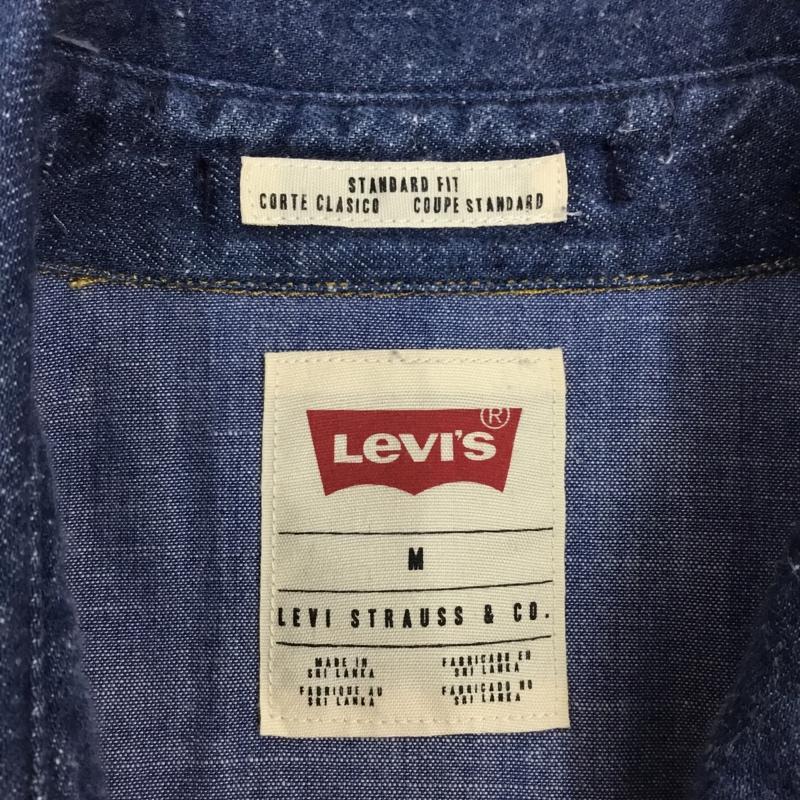 STANDARD FIT
CORTE CLASICO COUPE STANDARD
LEVI'S ®
M
LEVI STRAUSS & CO.
MADE IN
SRI LANKA
FABRIQUE AU
SRI LANKA
FABRICADO EN
SRI LANKA
FABRICADO NO
SRI LANKA